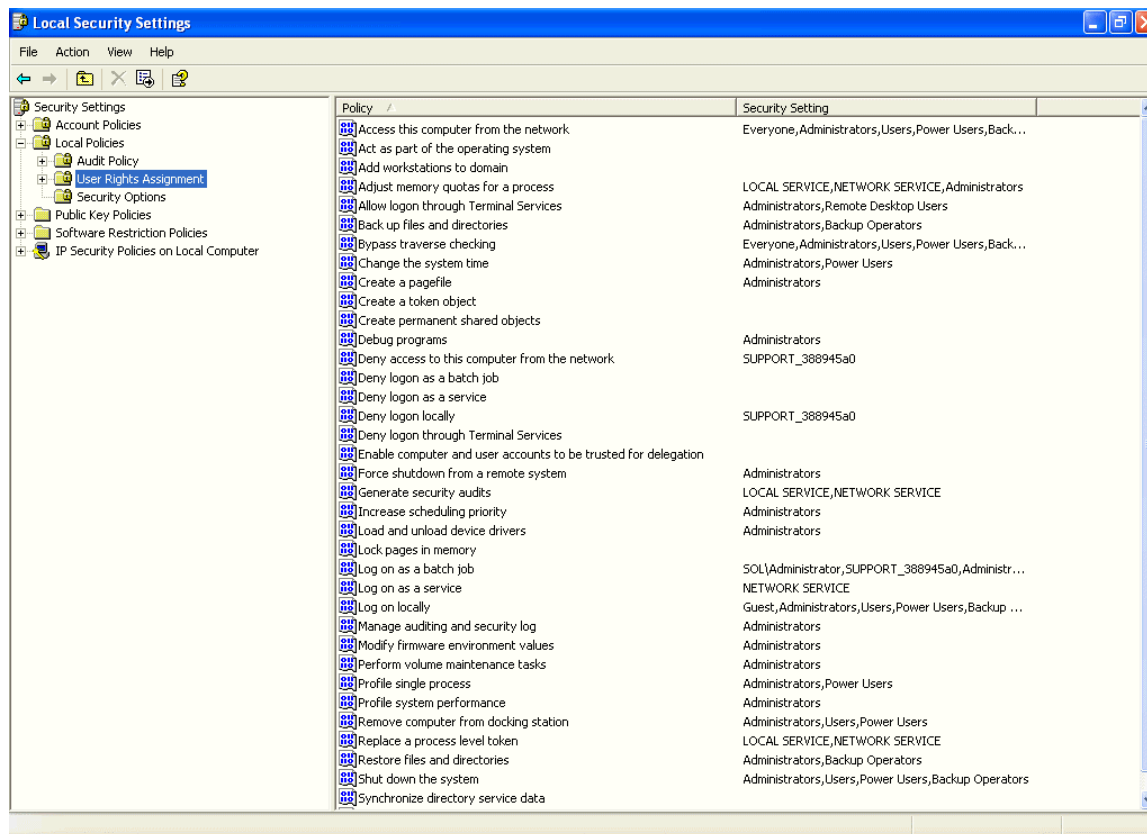 Local Security Settings
File Action View Help
Security Settings
Account Policies
Local Policies
Audit Policy
User Rights Assignment
Security Options
Public Key Policies
Software Restriction Policies
IP Security Policies on Local Computer
Policy Security Setting
Access this computer from the network Everyone,Administrators,Users,Power Users,Back...
Act as part of the operating system
Add workstations to domain
Adjust memory quotas for a process LOCAL SERVICE,NETWORK SERVICE,Administrators
Allow logon through Terminal Services Administrators,Remote Desktop Users
Back up files and directories Administrators,Backup Operators
Bypass traverse checking Everyone,Administrators,Users,Power Users,Back...
Change the system time Administrators,Power Users
Create a pagefile Administrators
Create a token object
Create permanent shared objects
Debug programs Administrators
Deny access to this computer from the network SUPPORT_388945a0
Deny logon as a batch job
Deny logon as a service
Deny logon locally SUPPORT_388945a0
Deny logon through Terminal Services
Enable computer and user accounts to be trusted for delegation
Force shutdown from a remote system Administrators
Generate security audits LOCAL SERVICE,NETWORK SERVICE
Increase scheduling priority Administrators
Load and unload device drivers Administrators
Lock pages in memory
Log on as a batch job SOL\Administrator,SUPPORT_388945a0,Administr...
Log on as a service NETWORK SERVICE
Log on locally Guest,Administrators,Users,Power Users,Backup ...
Manage auditing and security log Administrators
Modify firmware environment values Administrators
Perform volume maintenance tasks Administrators
Profile single process Administrators,Power Users
Profile system performance Administrators
Remove computer from docking station Administrators,Users,Power Users
Replace a process level token LOCAL SERVICE,NETWORK SERVICE
Restore files and directories Administrators,Backup Operators
Shut down the system Administrators,Users,Power Users,Backup Operators
Synchronize directory service data